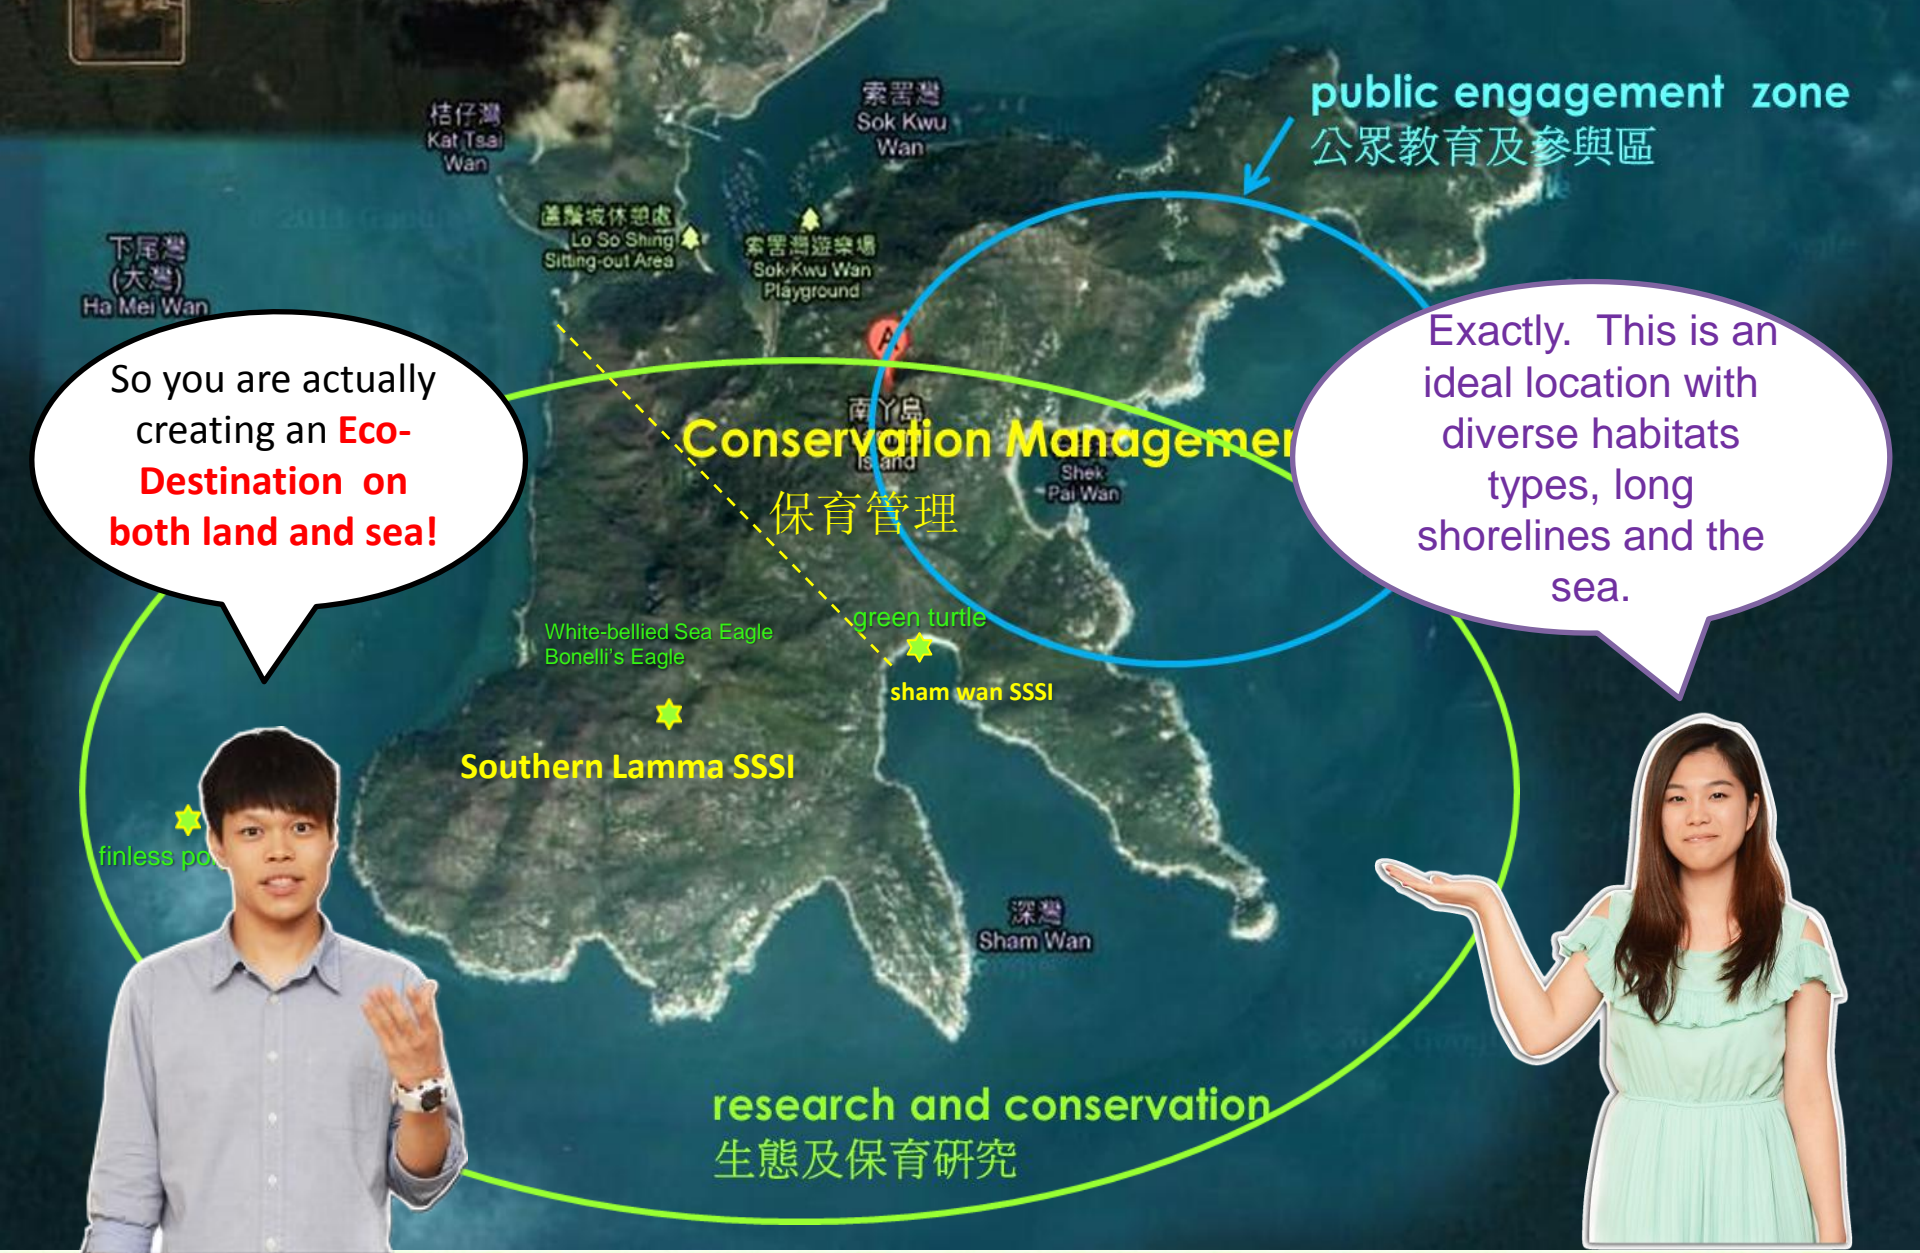 public engagement  zone
公眾教育及參與區
桔仔灣
Kat Tsai
Wan
索罟灣
Sok Kwu
Wan
蘆鬚城休憩處
Lo So Shing
Sitting-out Area
索罟灣遊樂場
Sok Kwu Wan
Playground
下尾灣
(大灣)
Ha Mei Wan
A
So you are actually
creating an Eco-
Destination  on
both land and sea!
Exactly.  This is an
ideal location with
diverse habitats
types, long
shorelines and the
sea.
南丫島
Island
Conservation
保育管理
Shek
Pai Wan
White-bellied Sea Eagle
Bonelli's Eagle
green turtle
sham wan SSSI
Southern Lamma SSSI
finless
深灣
Sham Wan
research and conservation
生態及保育研究